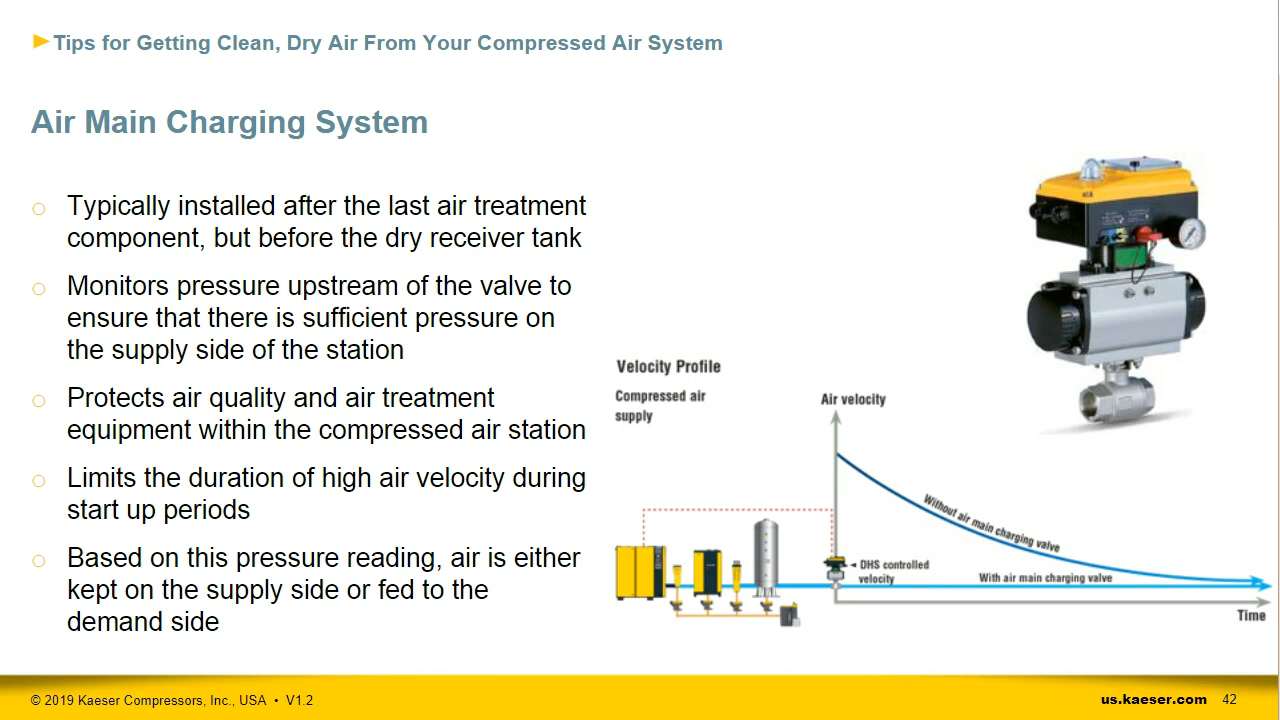 Tips for Getting Clean, Dry Air From Your Compressed Air System
Air Main Charging System
o Typically installed after the last air treatment
component, but before the dry receiver tank
o Monitors pressure upstream of the valve to
ensure that there is sufficient pressure on
the supply side of the station
o Protects air quality and air treatment
equipment within the compressed air station
o Limits the duration of high air velocity during
start up periods
o Based on this pressure reading, air is either
kept on the supply side or fed to the
demand side
Velocity Profile
Compressed air
supply
Air velocity
Without air main charging valve
DHS controlled
velocity
With air main charging valve
Time
© 2019 Kaeser Compressors, Inc., USA • V1.2
us.kaeser.com 42